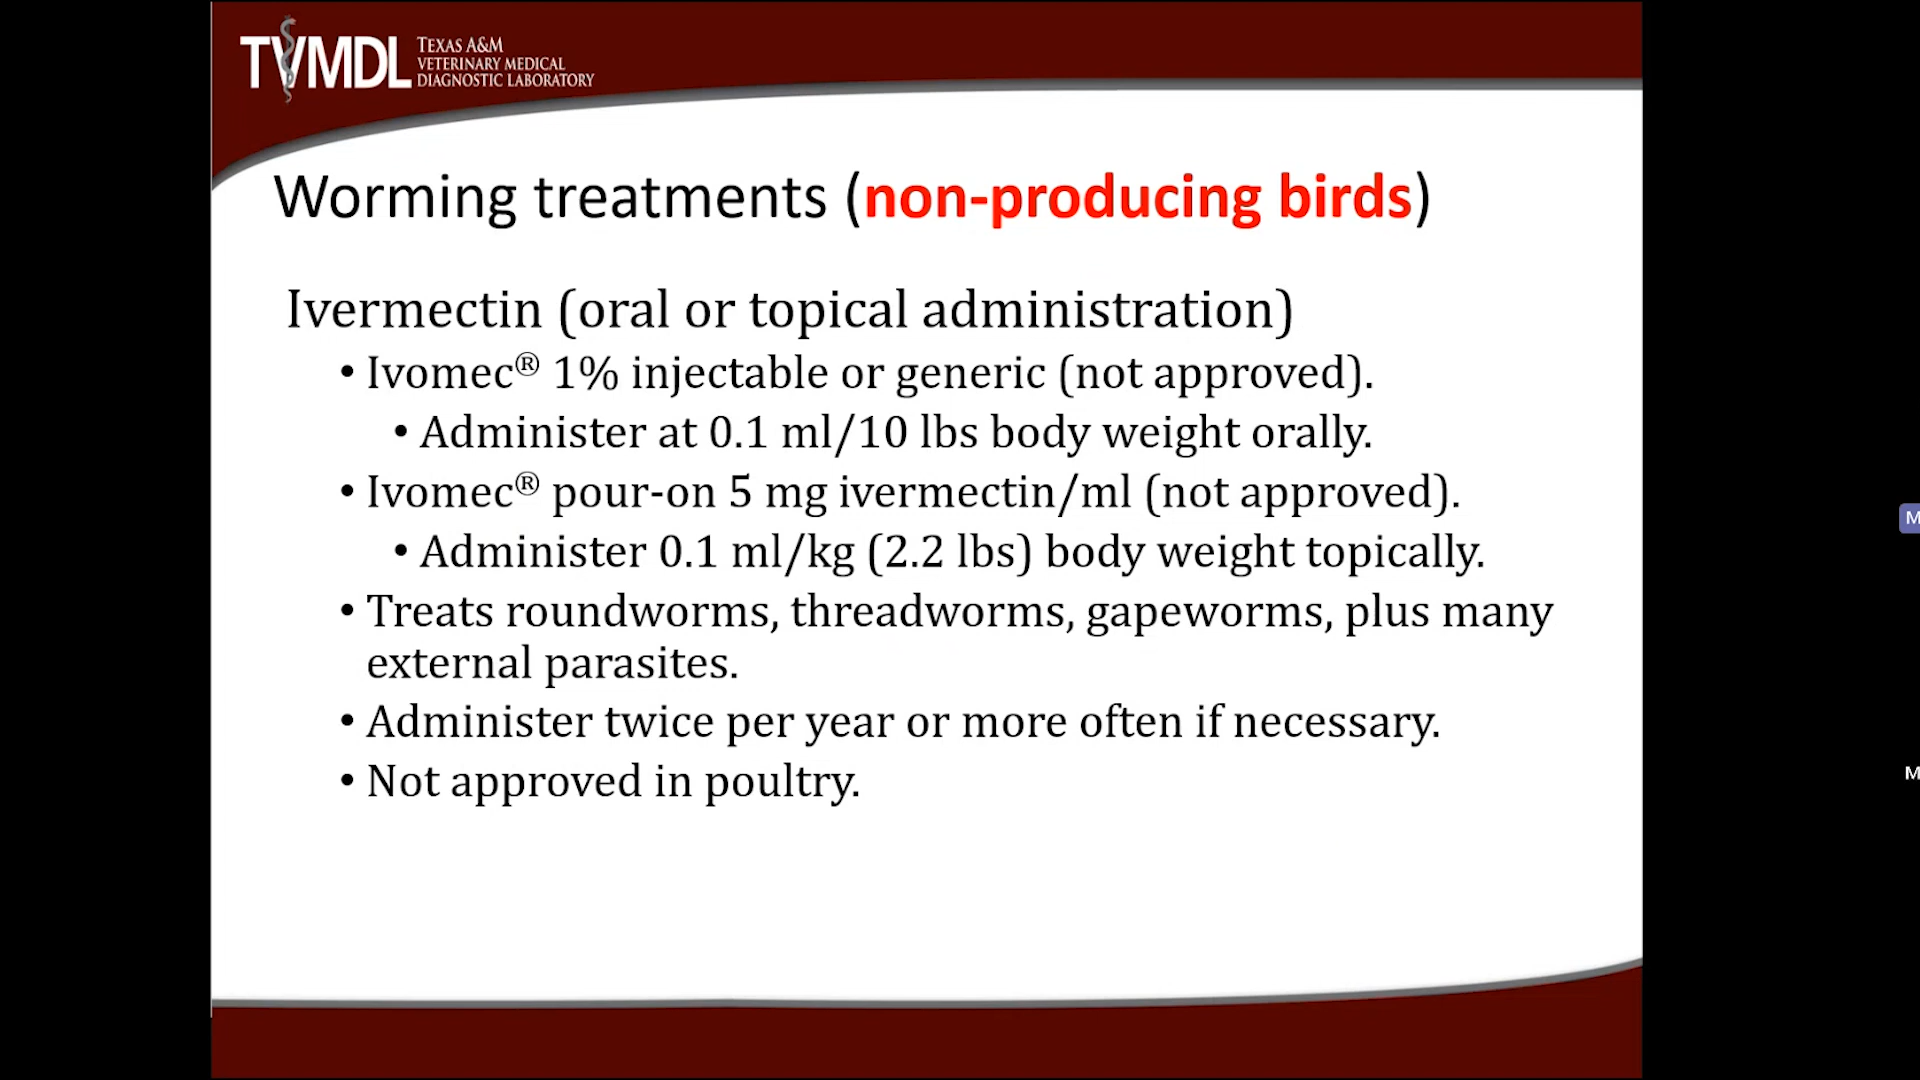 TVMDL
TEXAS A&M
VETERINARY MEDICAL
DIAGNOSTIC LABORATORY
Worming treatments (non-producing birds)
Ivermectin (oral or topical administration)
• Ivomec® 1% injectable or generic (not approved).
• Administer at 0.1 ml/10 lbs body weight orally.
• Ivomec® pour-on 5 mg ivermectin/ml (not approved).
• Administer 0.1 ml/kg (2.2 lbs) body weight topically.
• Treats roundworms, threadworms, gapeworms, plus many
external parasites.
• Administer twice per year or more often if necessary.
• Not approved in poultry.
M
M